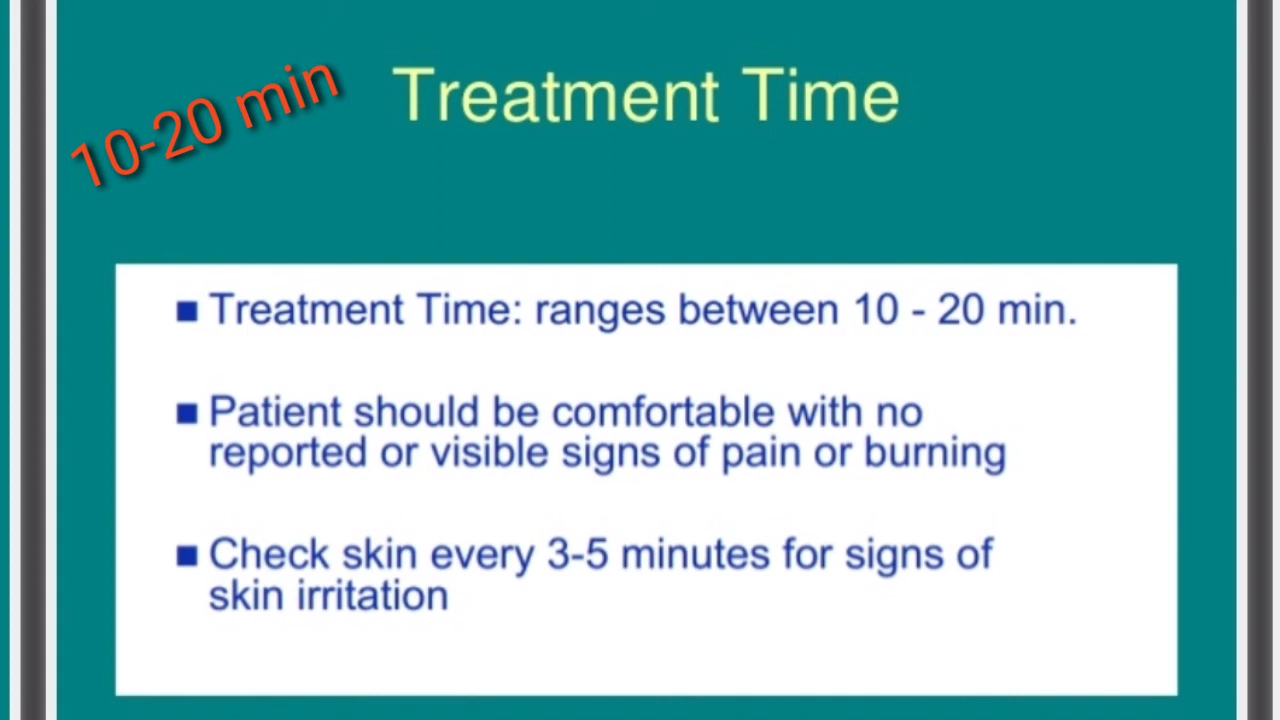 10-20 min
Treatment Time
■ Treatment Time: ranges between 10 - 20 min.
■ Patient should be comfortable with no
reported or visible signs of pain or burning
■ Check skin every 3-5 minutes for signs of
skin irritation